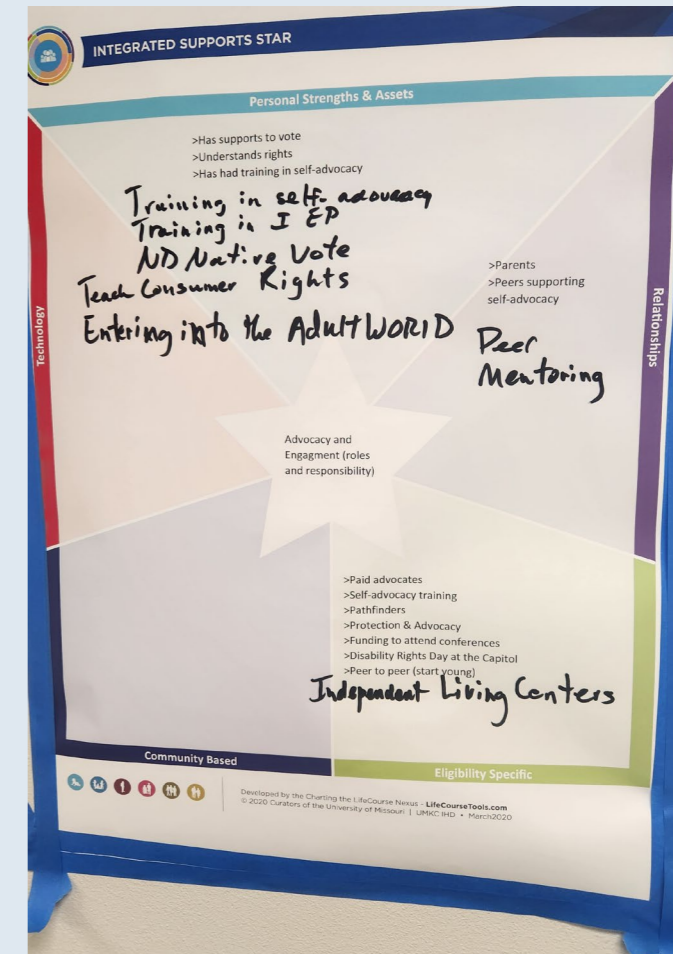 INTEGRATED SUPPORTS STAR
Personal Strengths & Assets
>Has supports to vote
>Understands rights
>Has had training in self-advocacy
Training in self-advocacy
Training in IEP
ND Native Vote
Teach Consumer Rights
Entering into the Adult WORlD
Technology
>Parents
>Peers supporting
self-advocacy
Peer
Mentoring
Relationships
Advocacy and
Engagment (roles
and responsibility)
>Paid advocates
>Self-advocacy training
>Pathfinders
>Protection & Advocacy
>Funding to attend conferences
>Disability Rights Day at the Capitol
>Peer to peer (start young)
Independent Living Centers
Community Based
Eligibility Specific
Developed by the Charting the LifeCourse Nexus - LifeCourseTools.com
© 2020 Curators of the University of Missouri | UMKC IHD • March2020